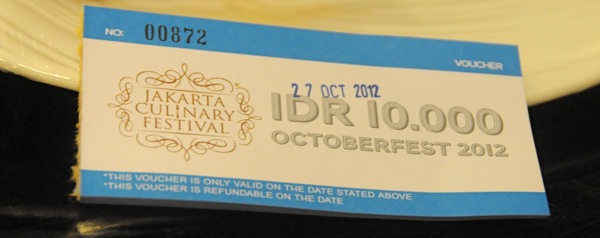 NO: 00872
VOUCHER
JAKARTA
CULINARY
FESTIVAL
27 OCT 2012
IDR 10.000
OCTOBERFEST 2012
*THIS VOUCHER IS ONLY VALID ON THE DATE STATED ABOVE
*THIS VOUCHER IS REFUNDABLE ON THE DATE